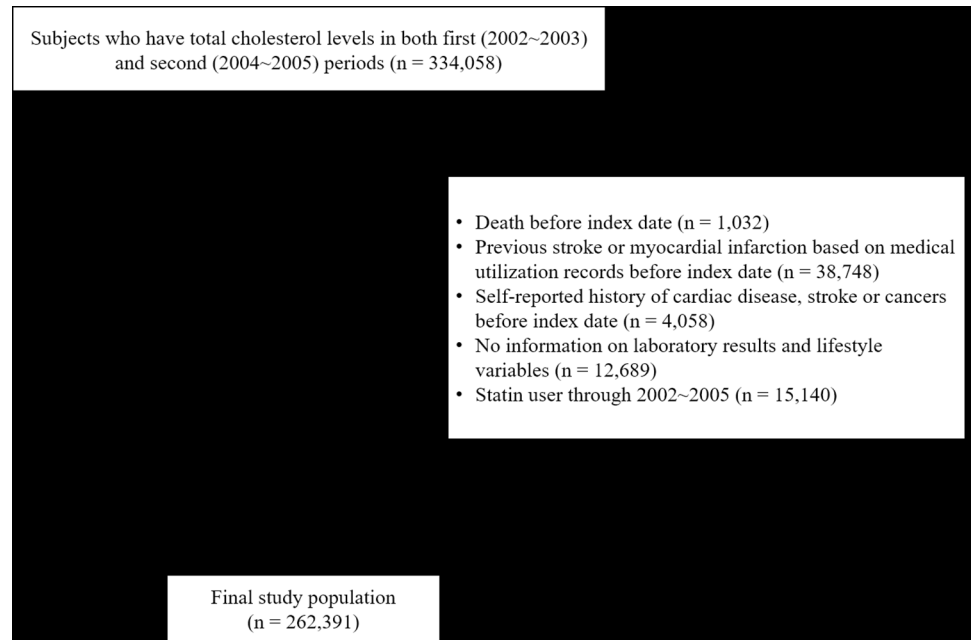 Subjects who have total cholesterol levels in both first (2002~2003)
and second (2004~2005) periods (n = 334,058)
• Death before index date (n = 1,032)
• Previous stroke or myocardial infarction based on medical
utilization records before index date (n = 38,748)
• Self-reported history of cardiac disease, stroke or cancers
before index date (n = 4,058)
• No information on laboratory results and lifestyle
variables (n = 12,689)
• Statin user through 2002~2005 (n = 15,140)
Final study population
(n = 262,391)